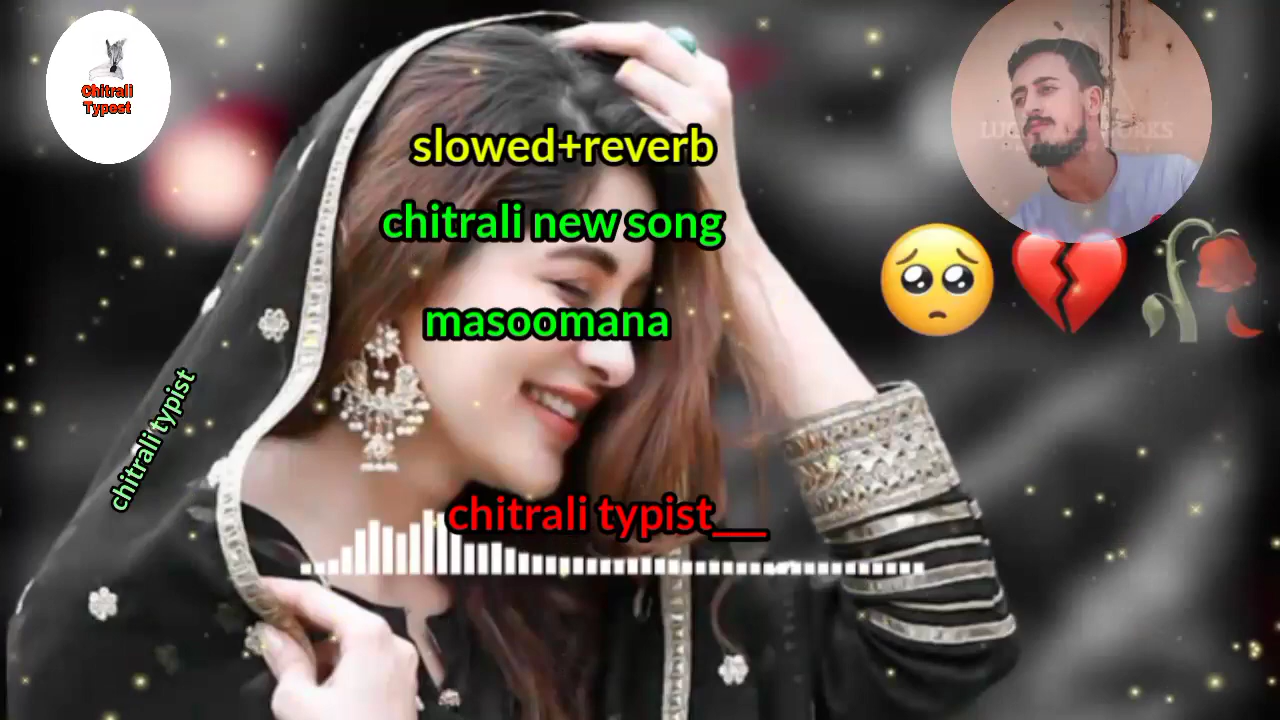 Chitrali
Typest
slowed+reverb
chitrali new song
masoomana
chitrali typist
chitrali typist__